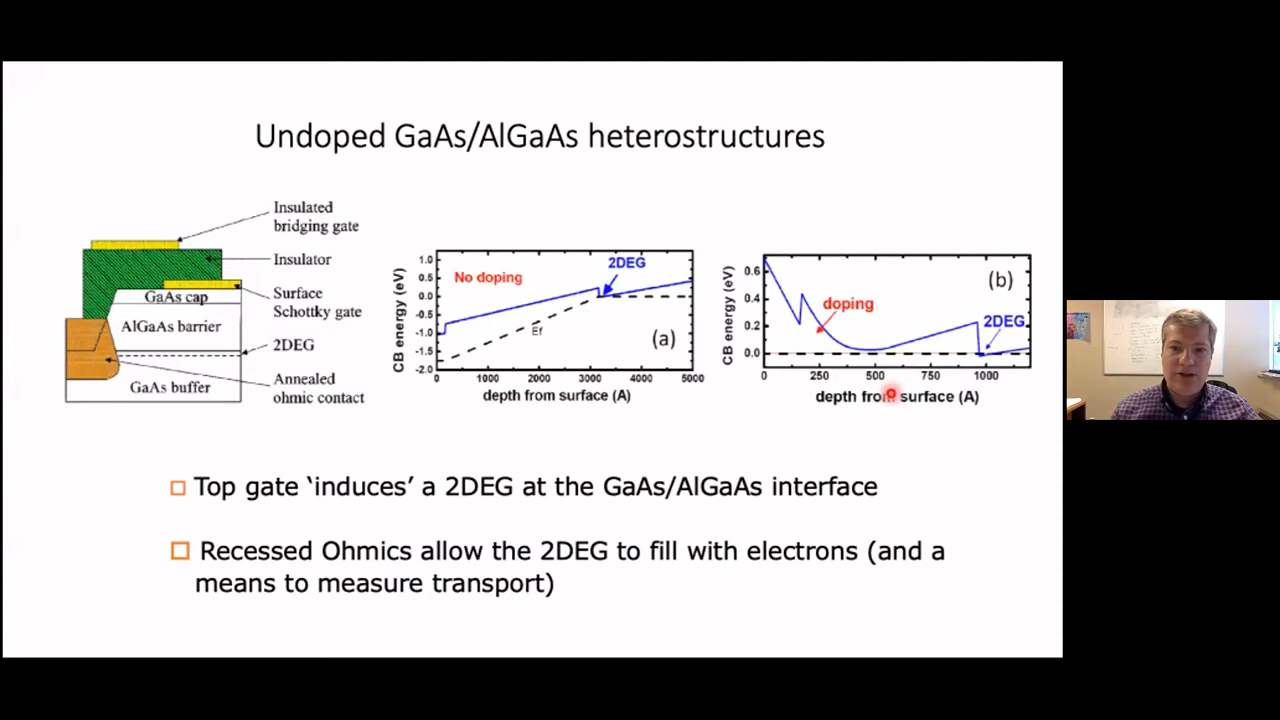 Undoped GaAs/AlGaAs heterostructures
Insulated
bridging gate
Insulator
Surface
Schottky gate
2DEG
Annealed
ohmic contact
GaAs cap
AlGaAs barrier
GaAs buffer
CB energy (eV)
1.0
0.5
0.0
-0.5
-1.0
-1.5
-2.0
No doping
2DEG
Ef
(a)
0
1000
2000
3000
4000
5000
depth from surface (A)
CB energy (eV)
0.6
0.4
0.2
0.0
doping
(b)
2DEG
0
250
500
750
1000
depth from surface (A)
Top gate ‘induces’ a 2DEG at the GaAs/AlGaAs interface
Recessed Ohmics allow the 2DEG to fill with electrons (and a
means to measure transport)